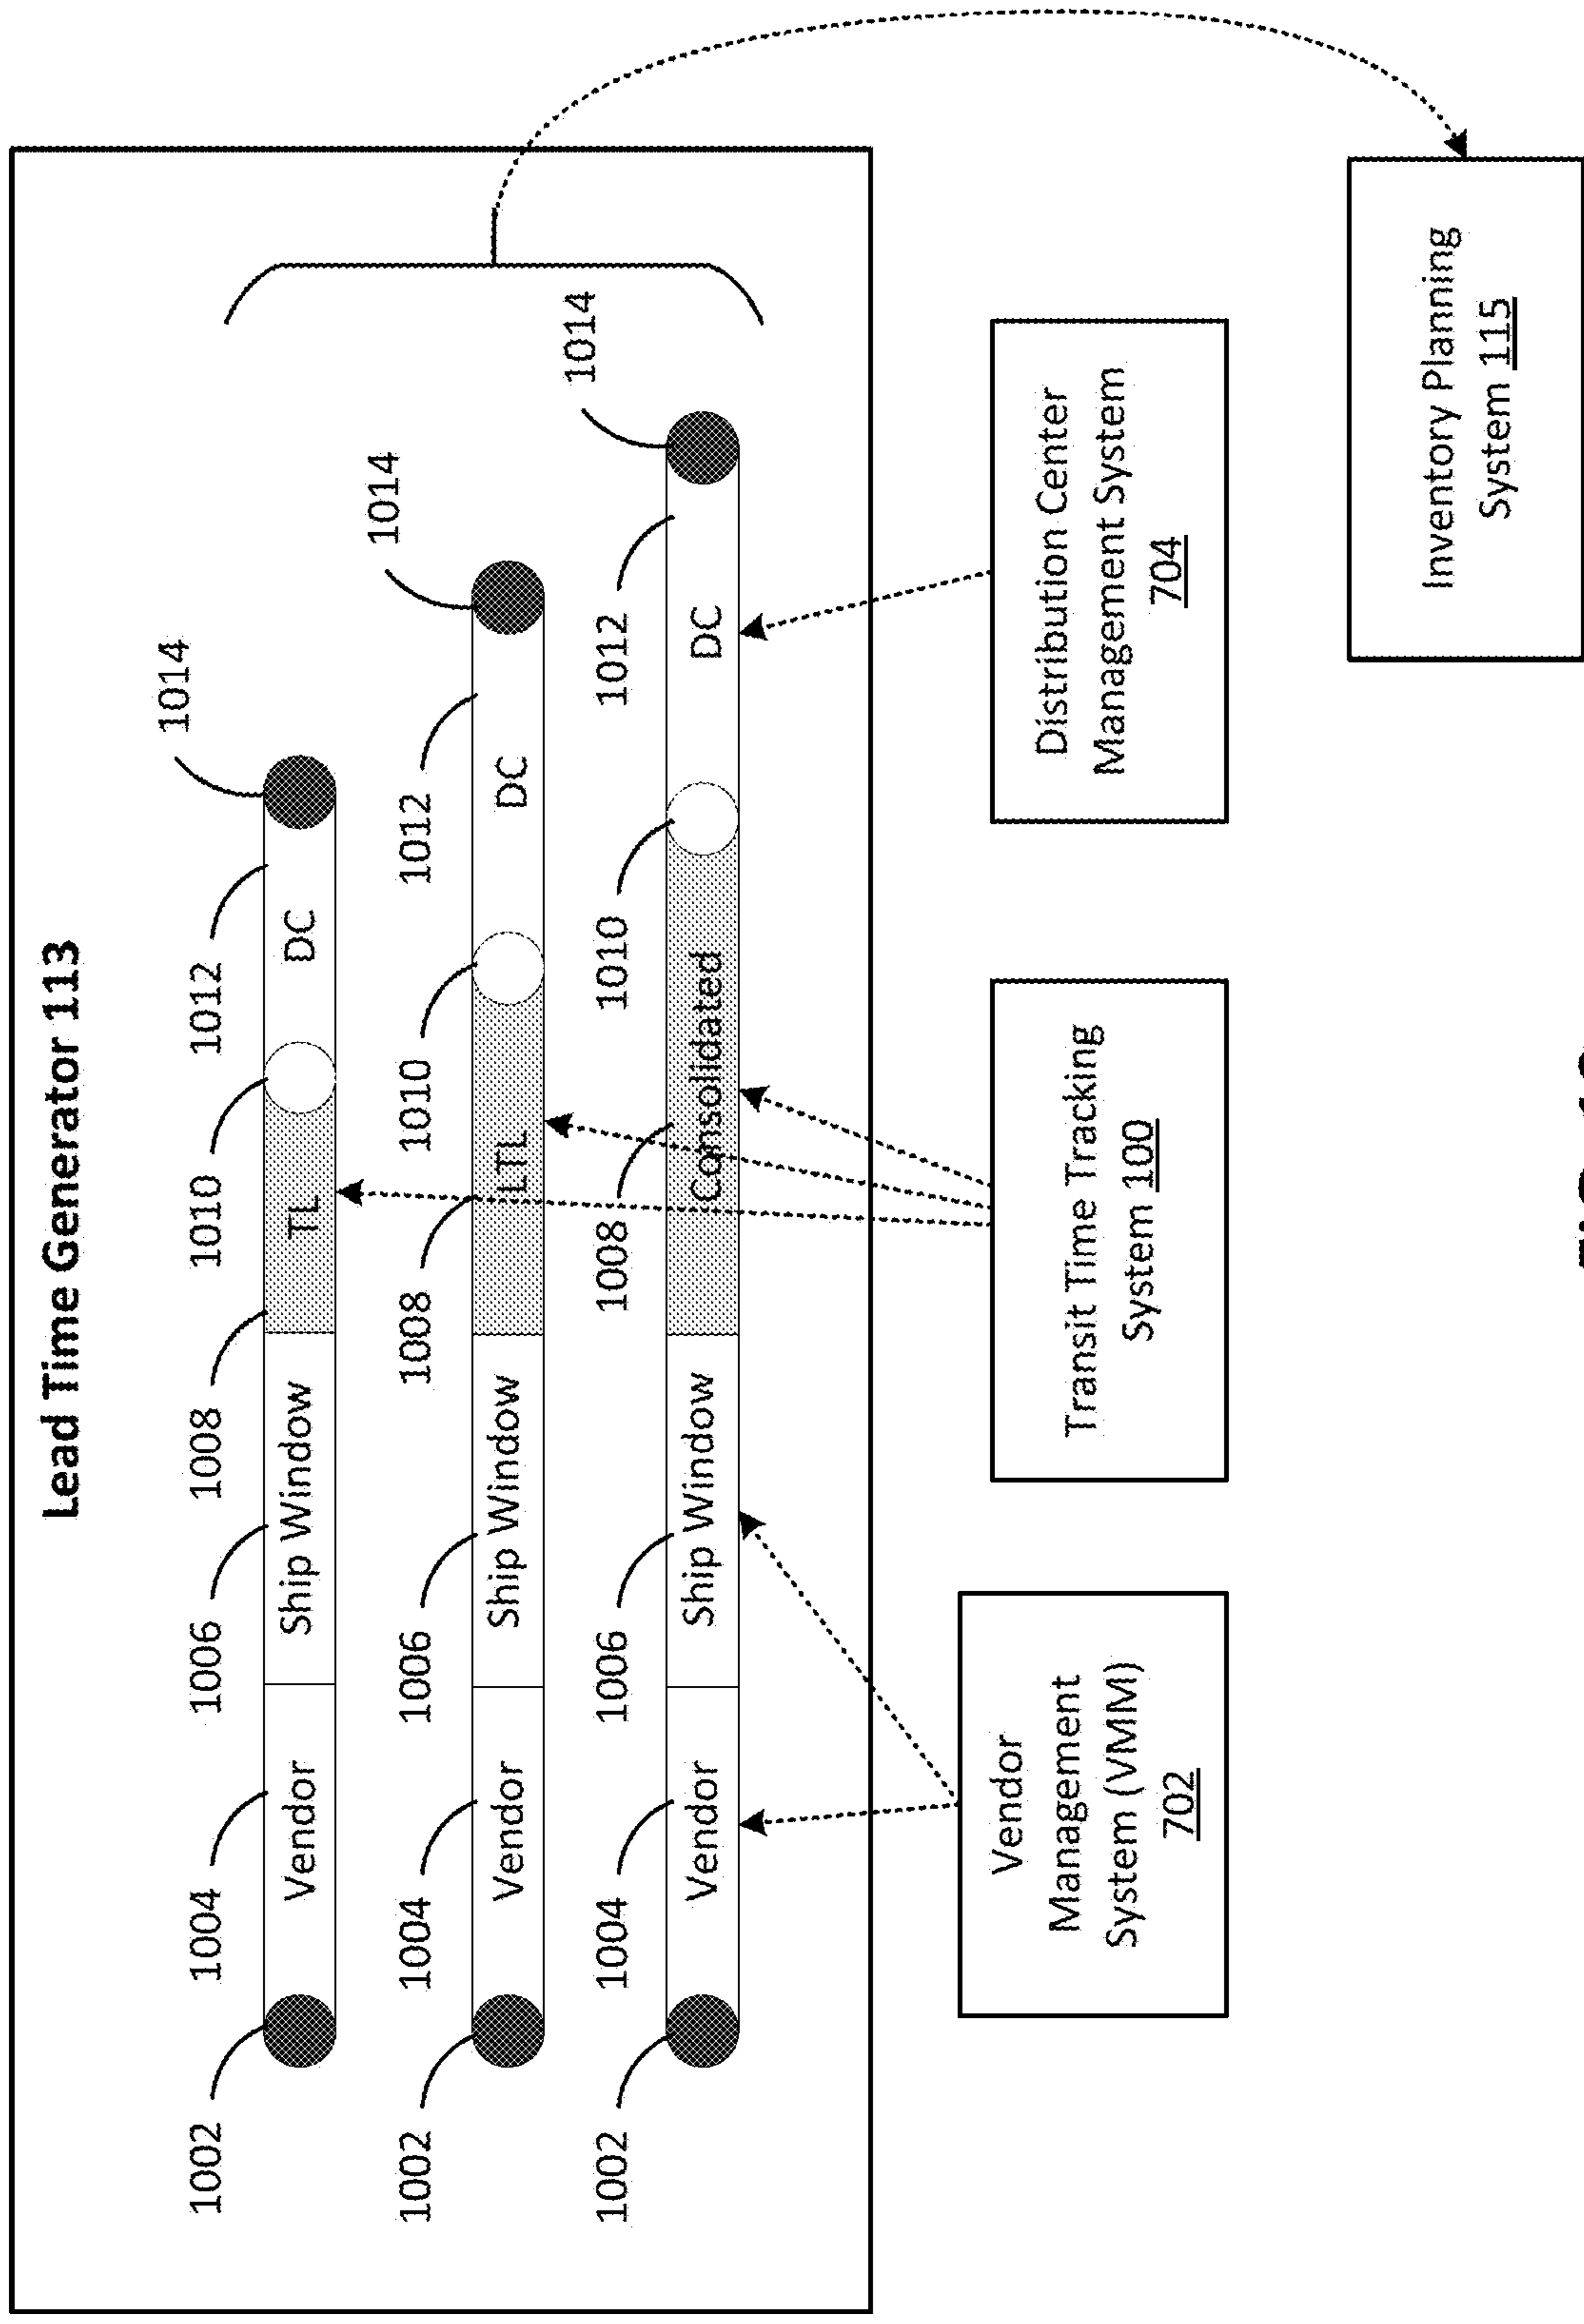 Lead Time Generator 113
1002
1004
1006
1008
1010
1012
1014
Vendor
Ship Window
TL
DC
1002
1004
1006
1008
1010
1012
1014
Vendor
Ship Window
LTL
DC
1002
1004
1006
1008
1010
1012
1014
Vendor
Ship Window
Consolidated
DC
Vendor
Management
System (VMM)
702
Transit Time Tracking
System 100
Distribution Center
Management System
704
Inventory Planning
System 115